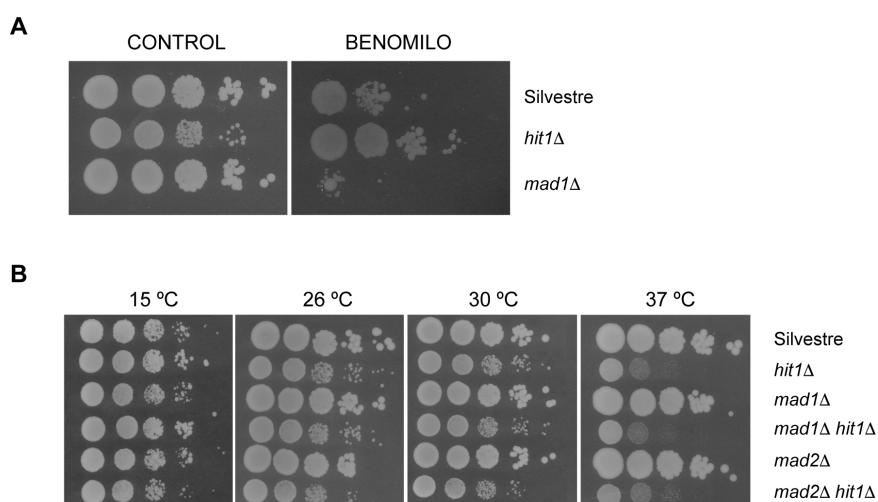 A
CONTROL BENOMILO
Silvestre
hit1Δ
mad1Δ
B
15 ºC 26 ºC 30 ºC 37 ºC
Silvestre
hit1Δ
mad1Δ
mad1Δ hit1Δ
mad2Δ
mad2Δ hit1Δ